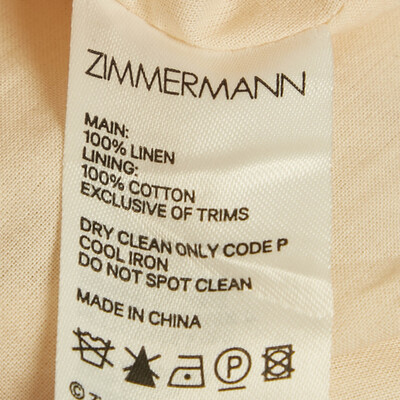 ZIMMERMANN
MAIN:
100% LINEN
LINING:
100% COTTON
EXCLUSIVE OF TRIMS
DRY CLEAN ONLY CODE P
COOL IRON
DO NOT SPOT CLEAN
MADE IN CHINA
P
©